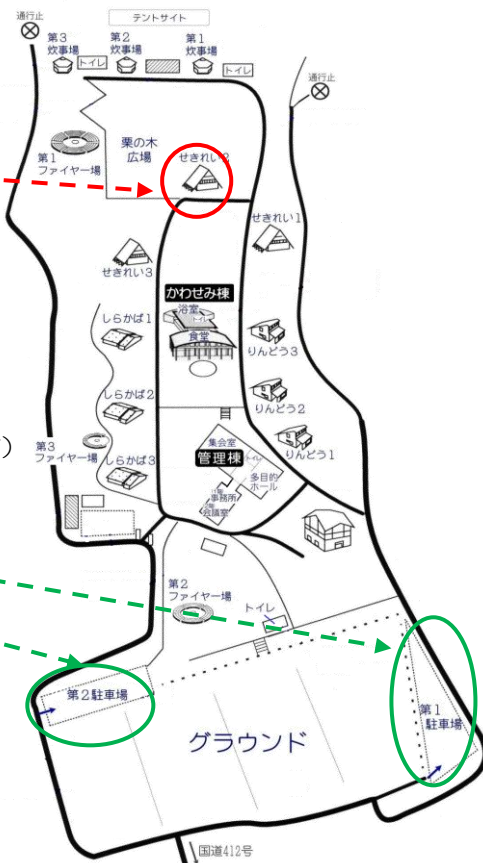 通行止
テントサイト
第3
炊事場
トイレ
第2
炊事場
第1
炊事場
トイレ
通行止
第1
ファイヤー場
栗の木
広場
せきれい2
せきれい1
せきれい3
かわせみ棟
浴室
トイレ
食堂
しらかば1
りんどう3
しらかば2
りんどう2
第3
ファイヤー場
しらかば3
りんどう1
集会室
トイレ
管理棟
多目的
ホール
事務所
会議室
)
第2
ファイヤー場
トイレ
第2駐車場
第1
駐車場
グラウンド
国道412号